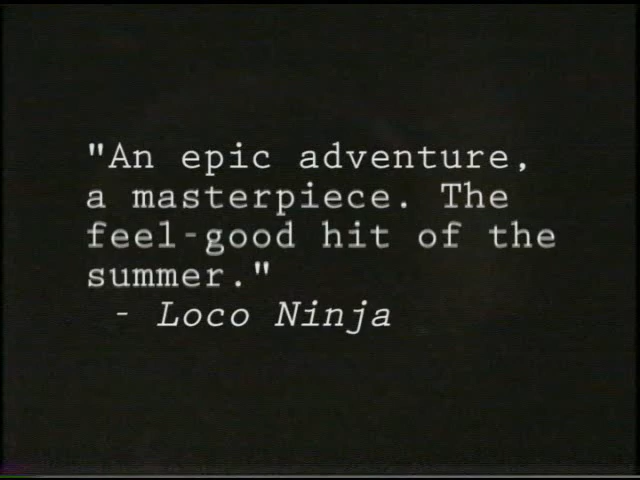 "An epic adventure,
a masterpiece. The
feel-good hit of the
summer."
- Loco Ninja